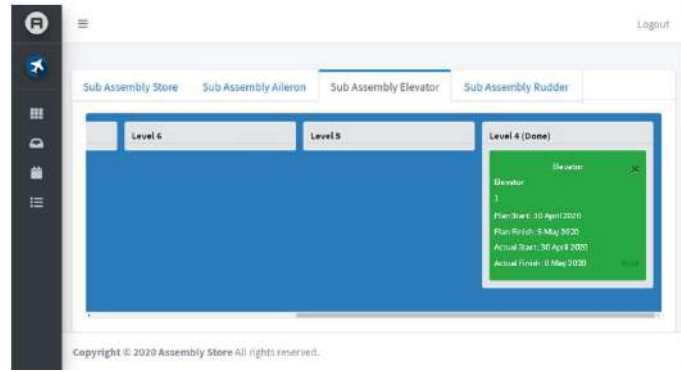 Logout
Sub Assembly Store Sub Assembly Aileron Sub Assembly Elevator Sub Assembly Rudder
Level 6 Level 5 Level 4 (Done)
Elevator
Elevator
1
Plan Start: 10 April 2020
Plan Finish: 5 May 2020
Actual Start: 30 April 2020
Actual Finish: 8 May 2020
Copyright © 2020 Assembly Store All rights reserved.